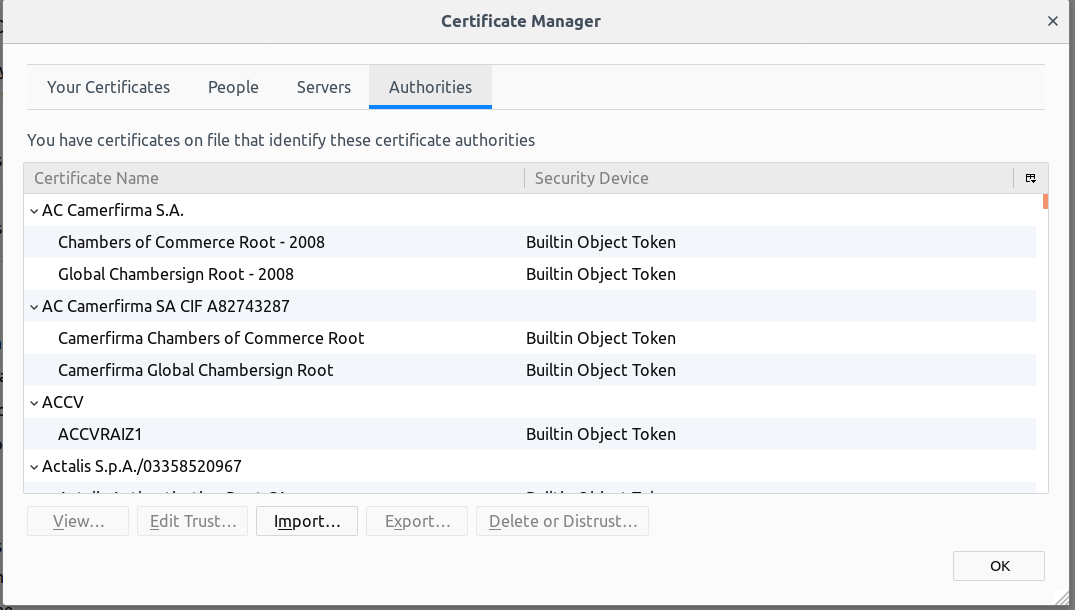 Certificate Manager
Your Certificates People Servers Authorities
You have certificates on file that identify these certificate authorities
Certificate Name Security Device
AC Camerfirma S.A.
Chambers of Commerce Root - 2008 Builtin Object Token
Global Chambersign Root - 2008 Builtin Object Token
AC Camerfirma SA CIF A82743287
Camerfirma Chambers of Commerce Root Builtin Object Token
Camerfirma Global Chambersign Root Builtin Object Token
ACCV
ACCVRAIZ1 Builtin Object Token
Actalis S.p.A./03358520967
View... Edit Trust... Import... Export... Delete or Distrust...
OK